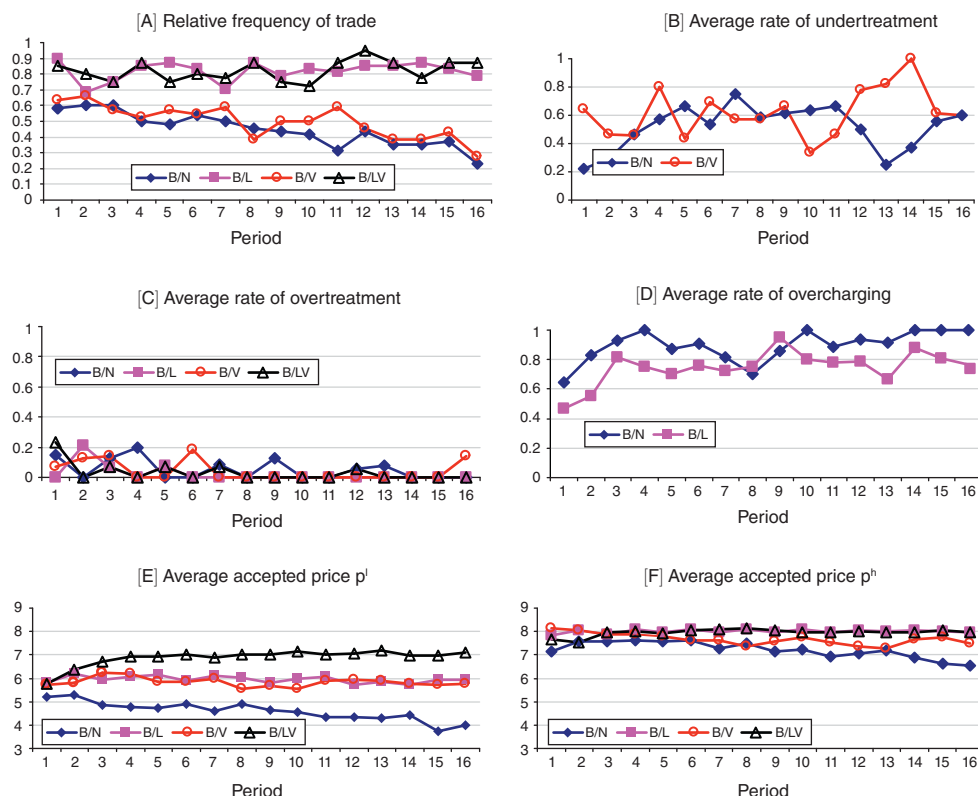 [A] Relative frequency of trade
1
0.9
0.8
0.7
0.6
0.5
0.4
0.3
0.2
0.1
0
B/N B/L B/V B/LV
1 2 3 4 5 6 7 8 9 10 11 12 13 14 15 16
Period
[B] Average rate of undertreatment
1
0.8
0.6
0.4
0.2
0
B/N B/V
1 2 3 4 5 6 7 8 9 10 11 12 13 14 15 16
Period
[C] Average rate of overtreatment
1
0.8
0.6
0.4
0.2
0
B/N B/L B/V B/LV
1 2 3 4 5 6 7 8 9 10 11 12 13 14 15 16
Period
[D] Average rate of overcharging
1
0.8
0.6
0.4
0.2
0
B/N B/L
1 2 3 4 5 6 7 8 9 10 11 12 13 14 15 16
Period
[E] Average accepted price pˡ
9
8
7
6
5
4
3
B/N B/L B/V B/LV
1 2 3 4 5 6 7 8 9 10 11 12 13 14 15 16
Period
[F] Average accepted price pʰ
9
8
7
6
5
4
3
B/N B/L B/V B/LV
1 2 3 4 5 6 7 8 9 10 11 12 13 14 15 16
Period